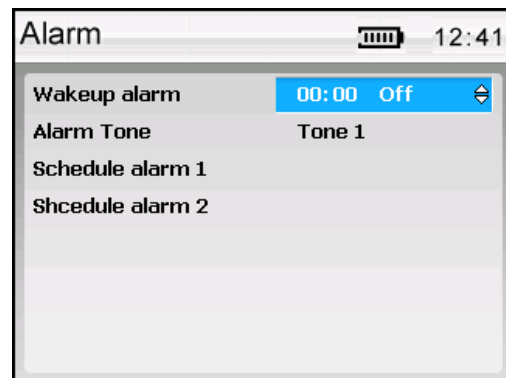 Alarm 12:41
Wakeup alarm 00:00 Off
Alarm Tone Tone 1
Schedule alarm 1
Shcedule alarm 2